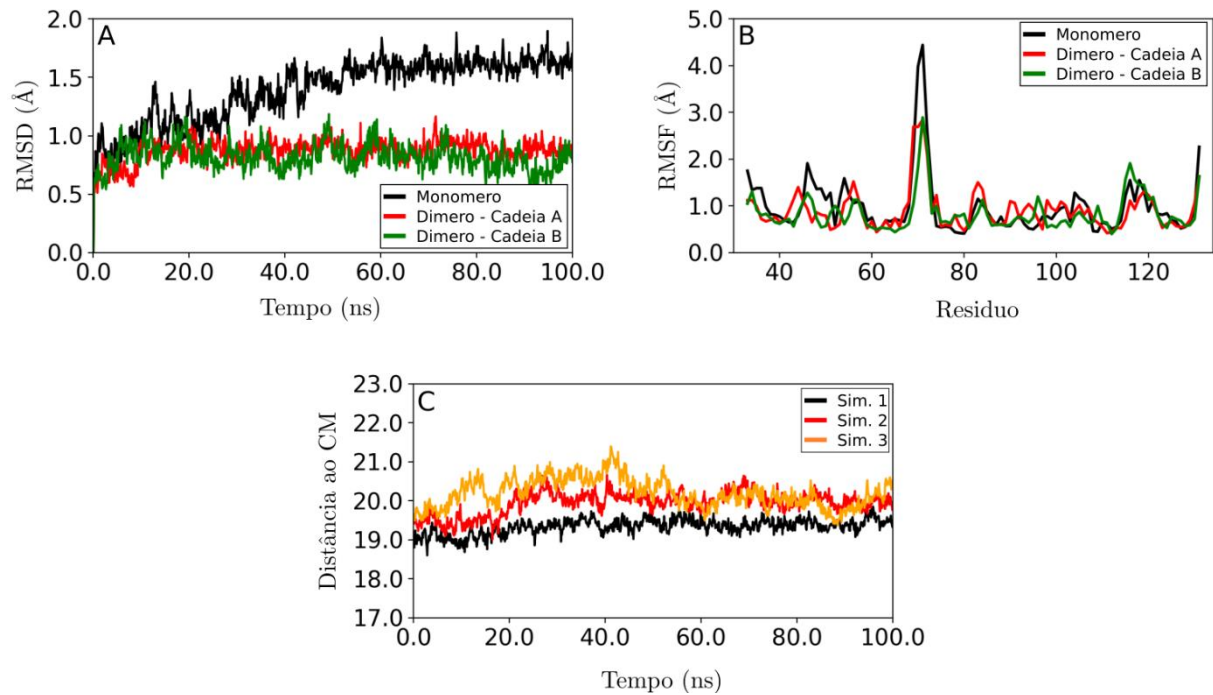 A
RMSD (Å)
2.0
1.5
1.0
0.5
0.0
Monomero
Dimero - Cadeia A
Dimero - Cadeia B
0.0 20.0 40.0 60.0 80.0 100.0
Tempo (ns)
B
RMSF (Å)
5.0
4.0
3.0
2.0
1.0
0.0
Monomero
Dimero - Cadeia A
Dimero - Cadeia B
40 60 80 100 120
Residuo
C
Distância ao CM
23.0
22.0
21.0
20.0
19.0
18.0
17.0
Sim. 1
Sim. 2
Sim. 3
0.0 20.0 40.0 60.0 80.0 100.0
Tempo (ns)